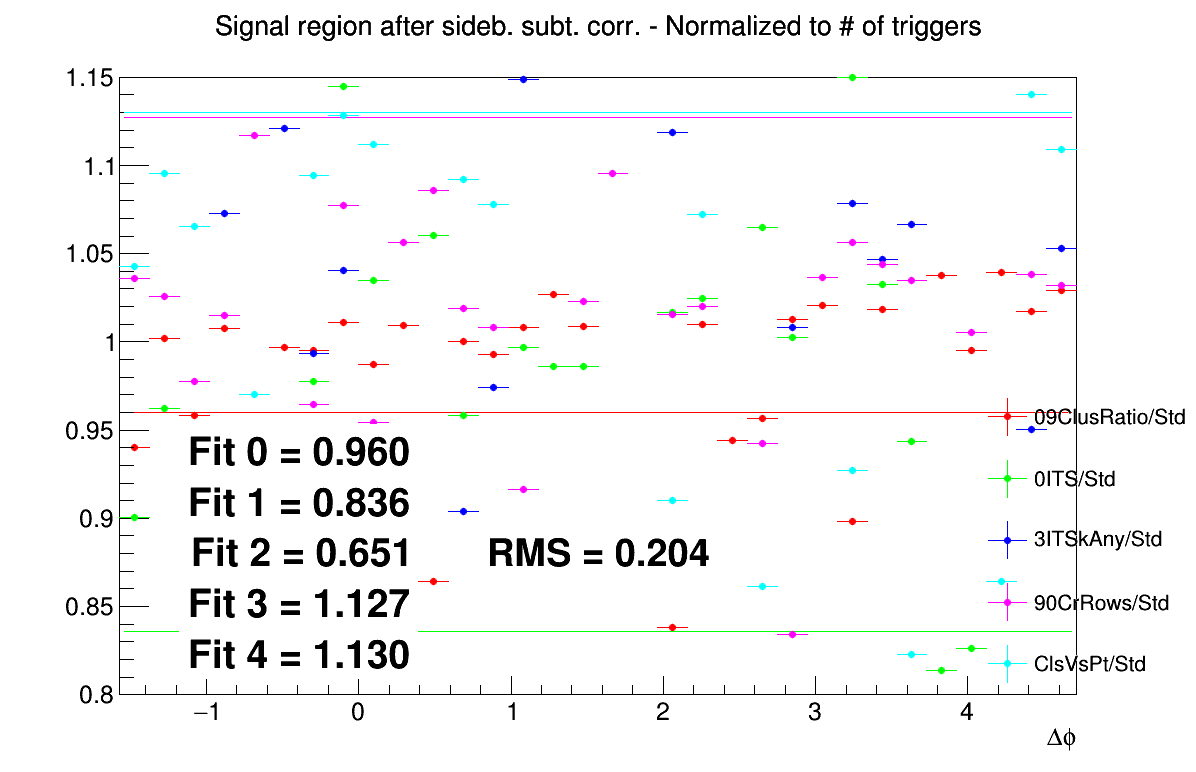 Signal region after sideb. subt. corr. - Normalized to # of triggers
1.15
1.1
1.05
1
0.95
0.9
0.85
0.8
Fit 0 = 0.960
Fit 1 = 0.836
Fit 2 = 0.651
RMS = 0.204
Fit 3 = 1.127
Fit 4 = 1.130
09ClusRatio/Std
0ITS/Std
3ITSkAny/Std
90CrRows/Std
ClsVsPt/Std
−1
0
1
2
3
4
Δϕ